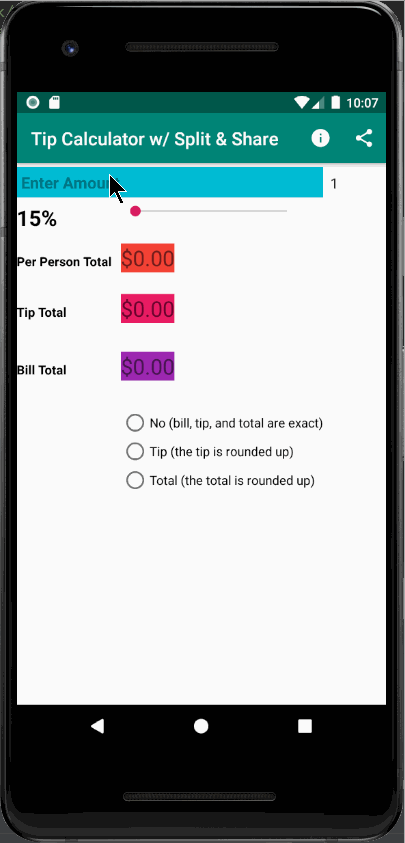 10:07
Tip Calculator w/ Split & Share
Enter Amou 1
15%
Per Person Total $0.00
Tip Total $0.00
Bill Total $0.00
No (bill, tip, and total are exact)
Tip (the tip is rounded up)
Total (the total is rounded up)